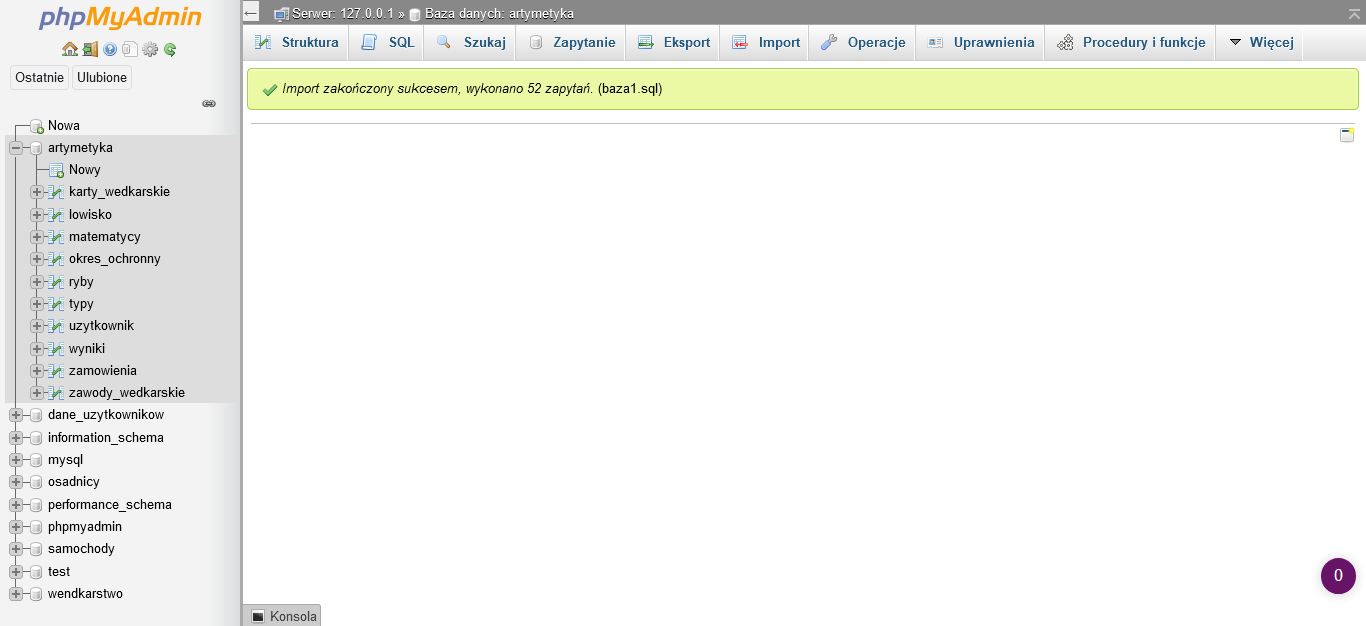 phpMyAdmin
Ostatnie Ulubione
Nowa
artymetyka
Nowy
karty_wedkarskie
lowisko
matematycy
okres_ochronny
ryby
typy
uzytkownik
wyniki
zamowienia
zawody_wedkarskie
dane_uzytkownikow
information_schema
mysql
osadnicy
performance_schema
phpmyadmin
samochody
test
wendkarstwo
Serwer: 127.0.0.1 » Baza danych: artymetyka
Struktura SQL Szukaj Zapytanie Eksport Import Operacje Uprawnienia Procedury i funkcje Więcej
Import zakończony sukcesem, wykonano 52 zapytań. (baza1.sql)
0
Konsola